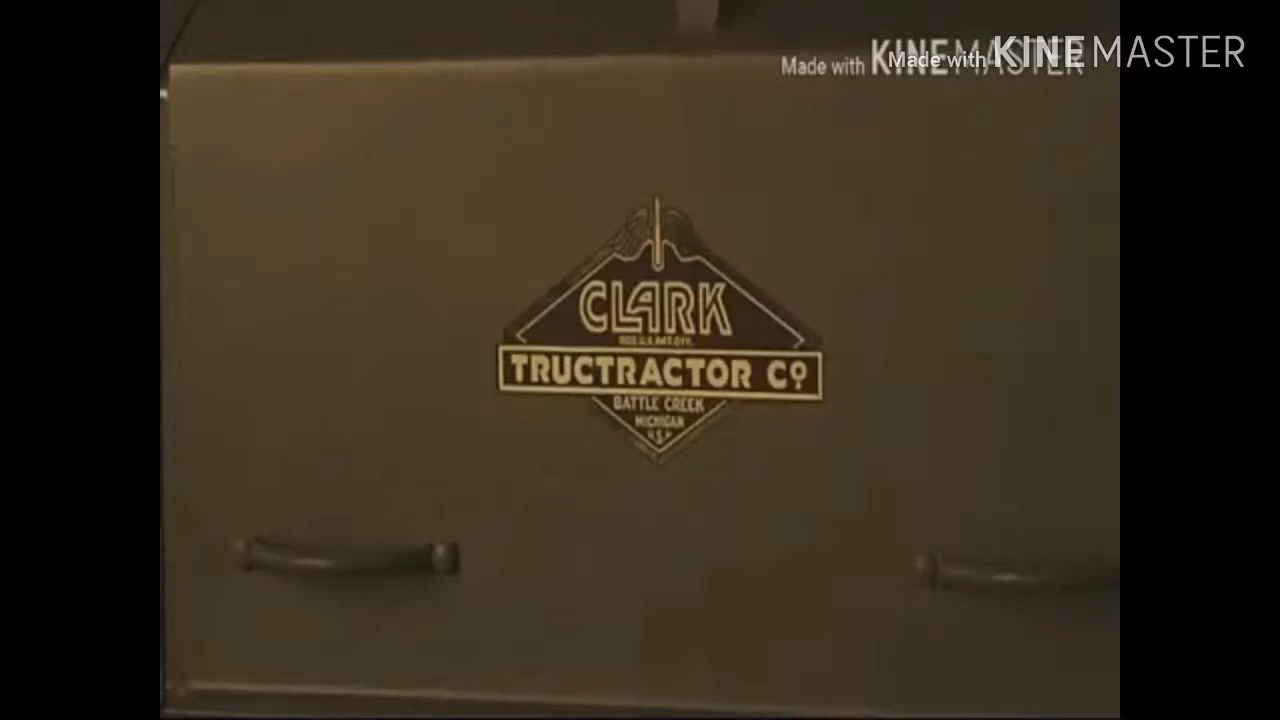 Made with KINEMASTER
Made with KINEMASTER
CLARK
TRUCTRACTOR CO
BATTLE CREEK
MICHIGAN
U.S.A.